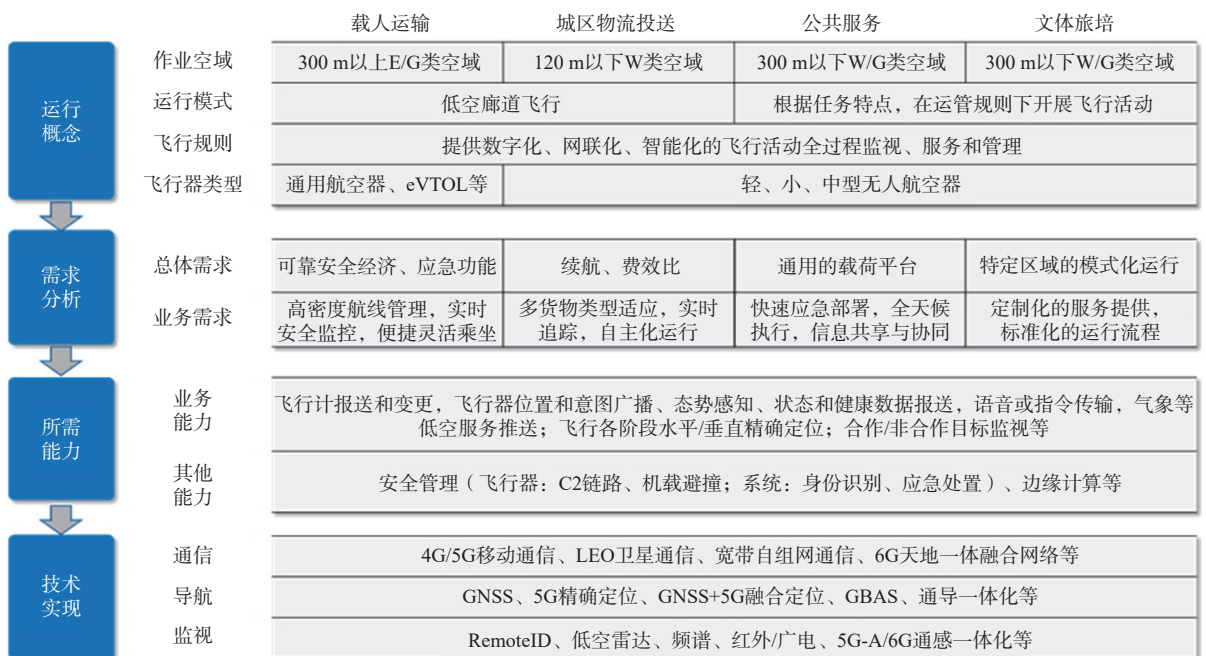 载人运输 城区物流投送 公共服务 文体旅培
运行
概念
作业空域 300 m以上E/G类空域 120 m以下W类空域 300 m以下W/G类空域 300 m以下W/G类空域
运行模式 低空廊道飞行 根据任务特点，在运管规则下开展飞行活动
飞行规则 提供数字化、网联化、智能化的飞行活动全过程监视、服务和管理
飞行器类型 通用航空器、eVTOL等 轻、小、中型无人航空器
需求
分析
总体需求 可靠安全经济、应急功能 续航、费效比 通用的载荷平台 特定区域的模式化运行
业务需求 高密度航线管理，实时 多货物类型适应，实时 快速应急部署，全天候 定制化的服务提供，
安全监控，便捷灵活乘坐 追踪，自主化运行 执行，信息共享与协同 标准化的运行流程
所需
能力
业务
能力
飞行计报送和变更，飞行器位置和意图广播、态势感知、状态和健康数据报送，语音或指令传输，气象等
低空服务推送；飞行各阶段水平/垂直精确定位；合作/非合作目标监视等
其他
能力
安全管理（飞行器：C2链路、机载避撞；系统：身份识别、应急处置）、边缘计算等
技术
实现
通信 4G/5G移动通信、LEO卫星通信、宽带自组网通信、6G天地一体融合网络等
导航 GNSS、5G精确定位、GNSS+5G融合定位、GBAS、通导一体化等
监视 RemoteID、低空雷达、频谱、红外/广电、5G-A/6G通感一体化等